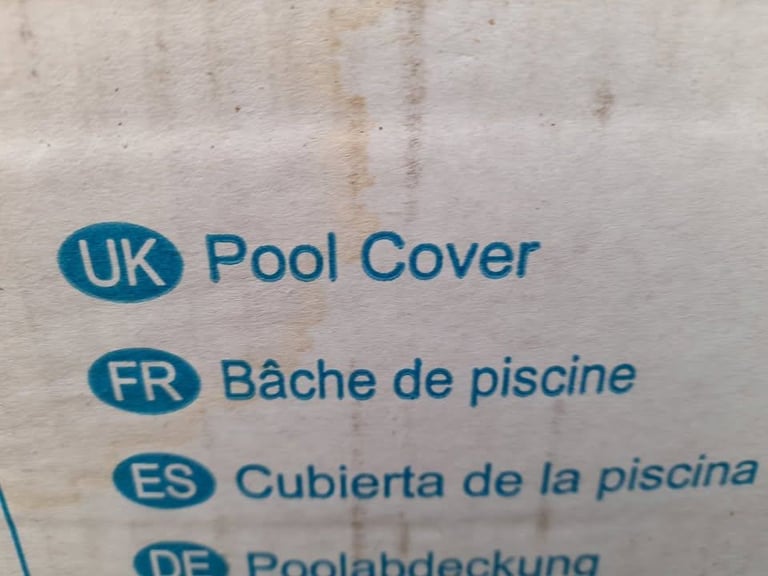 UK Pool Cover
FR Bâche de piscine
ES Cubierta de la piscina
DE Poolabdeckung